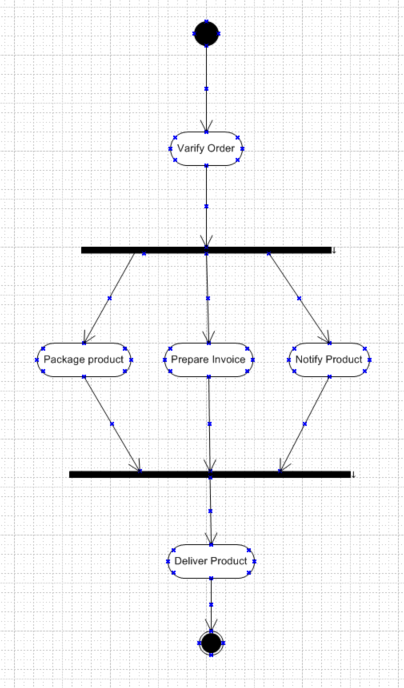 Varify Order
Package product
Prepare Invoice
Notify Product
Deliver Product